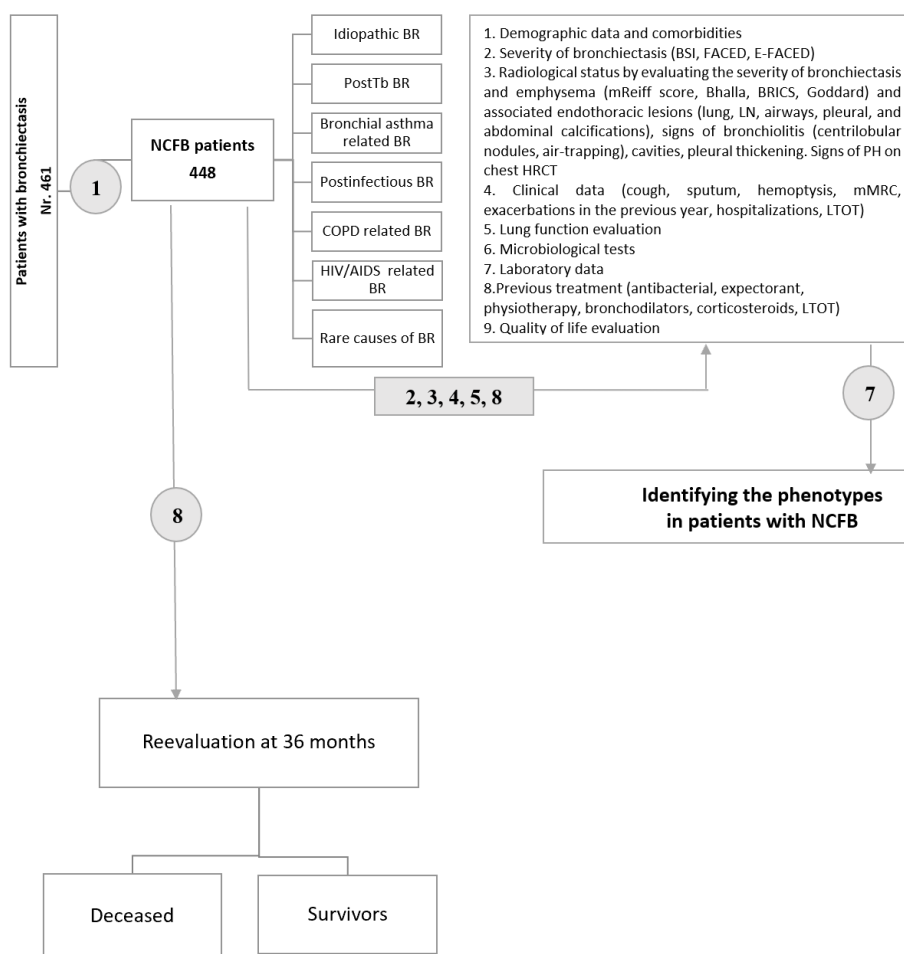 Patients with bronchiectasis
Nr. 461
1
NCFB patients
448
Idiopathic BR
PostTb BR
Bronchial asthma
related BR
Postinfectious BR
COPD related BR
HIV/AIDS related
BR
Rare causes of BR
1. Demographic data and comorbidities
2. Severity of bronchiectasis (BSI, FACED, E-FACED)
3. Radiological status by evaluating the severity of bronchiectasis
and emphysema (mReiff score, Bhalla, BRICS, Goddard) and
associated endothoracic lesions (lung, LN, airways, pleural, and
abdominal calcifications), signs of bronchiolitis (centrilobular
nodules, air-trapping), cavities, pleural thickening. Signs of PH on
chest HRCT
4. Clinical data (cough, sputum, hemoptysis, mMRC,
exacerbations in the previous year, hospitalizations, LTOT)
5. Lung function evaluation
6. Microbiological tests
7. Laboratory data
8.Previous treatment (antibacterial, expectorant,
physiotherapy, bronchodilators, corticosteroids, LTOT)
9. Quality of life evaluation
2, 3, 4, 5, 8
7
Identifying the phenotypes
in patients with NCFB
8
Reevaluation at 36 months
Deceased
Survivors